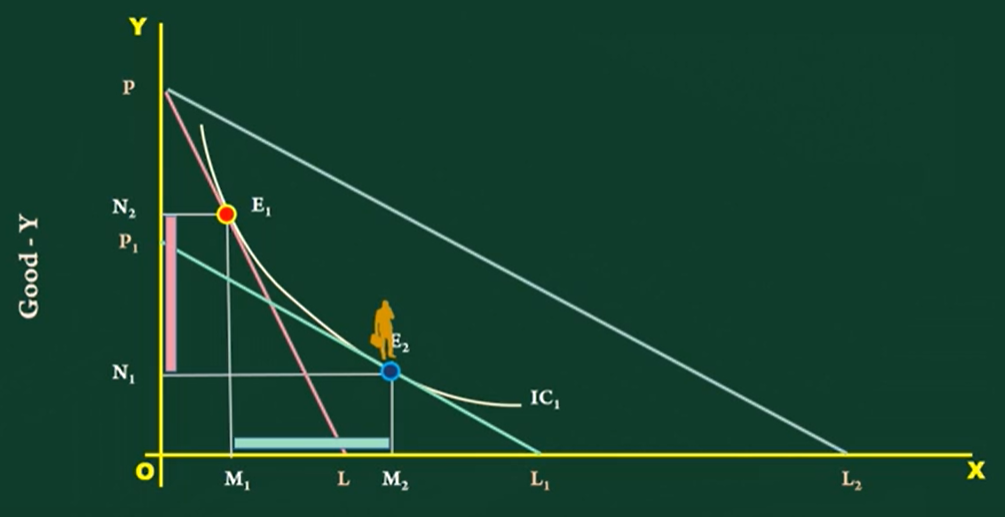 Y
P
N₂
E₁
P₁
Good - Y
E₂
N₁
IC₁
O
X
M₁
L
M₂
L₁
L₂